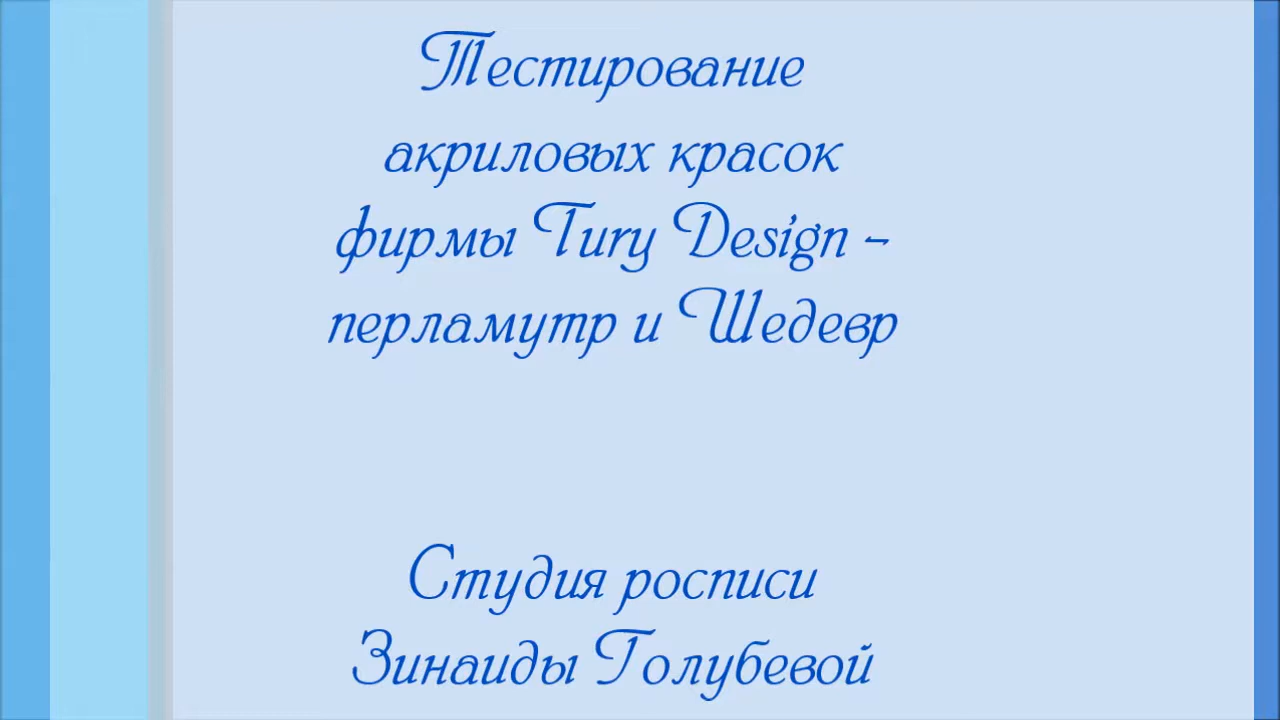 Тестирование
акриловых красок
фирмы Tury Design -
перламутр и Шедевр
Студия росписи
Зинаиды Голубевой